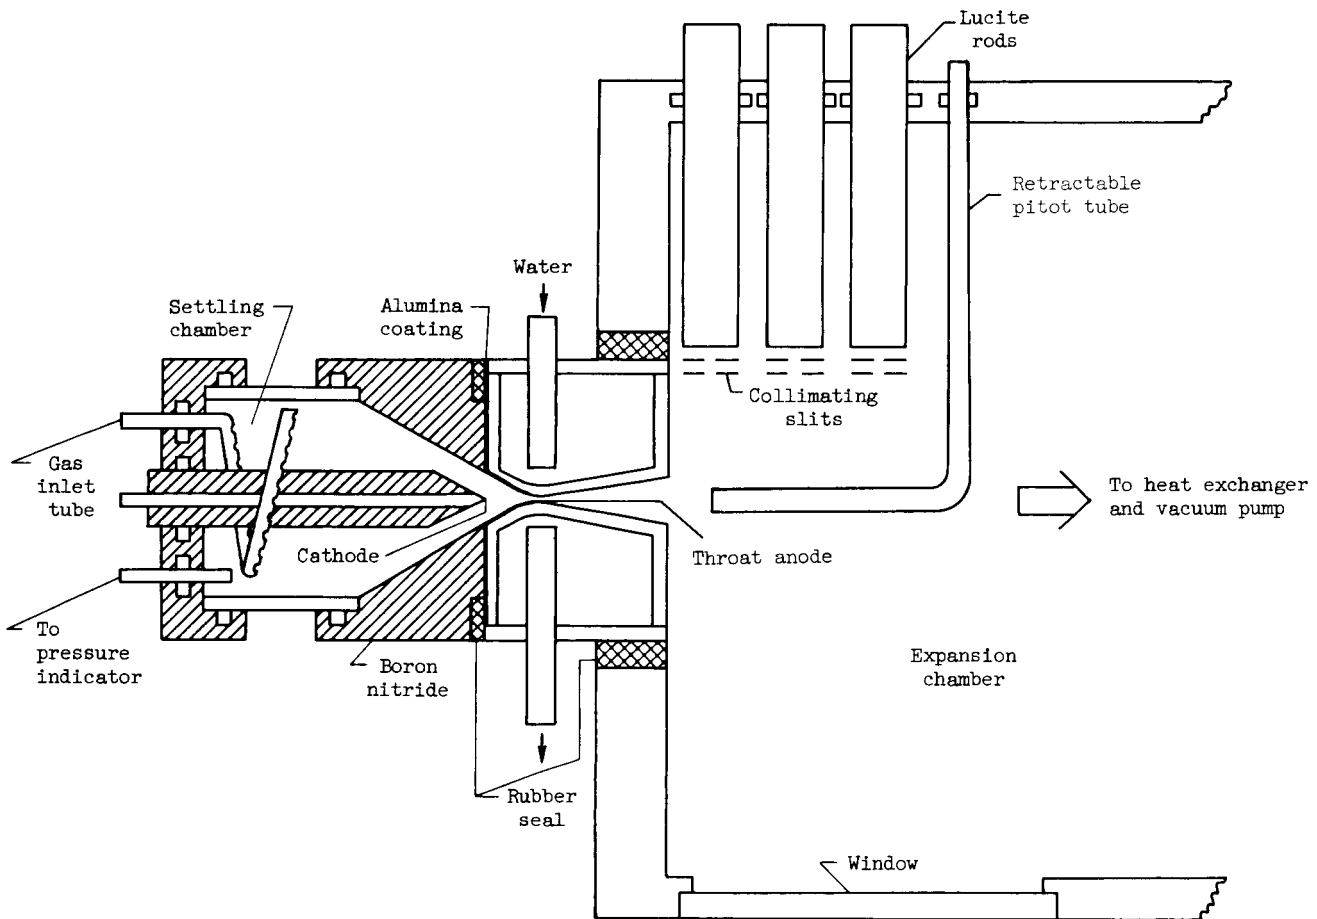 Lucite
rods
Retractable
pitot tube
Water
Settling
chamber
Alumina
coating
Collimating
slits
Gas
inlet
tube
To heat exchanger
and vacuum pump
Cathode
Throat anode
To
pressure
indicator
Boron
nitride
Expansion
chamber
Rubber
seal
Window